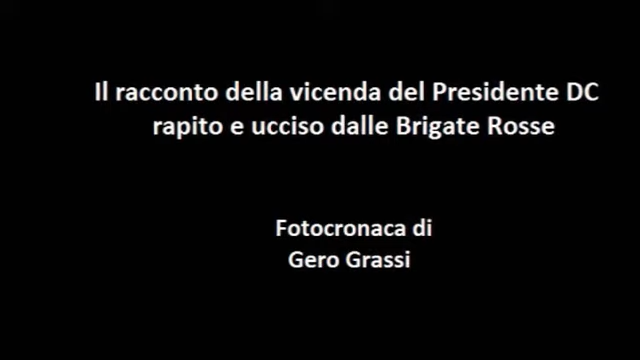 Il racconto della vicenda del Presidente DC
rapito e ucciso dalle Brigate Rosse
Fotocronaca di
Gero Grassi